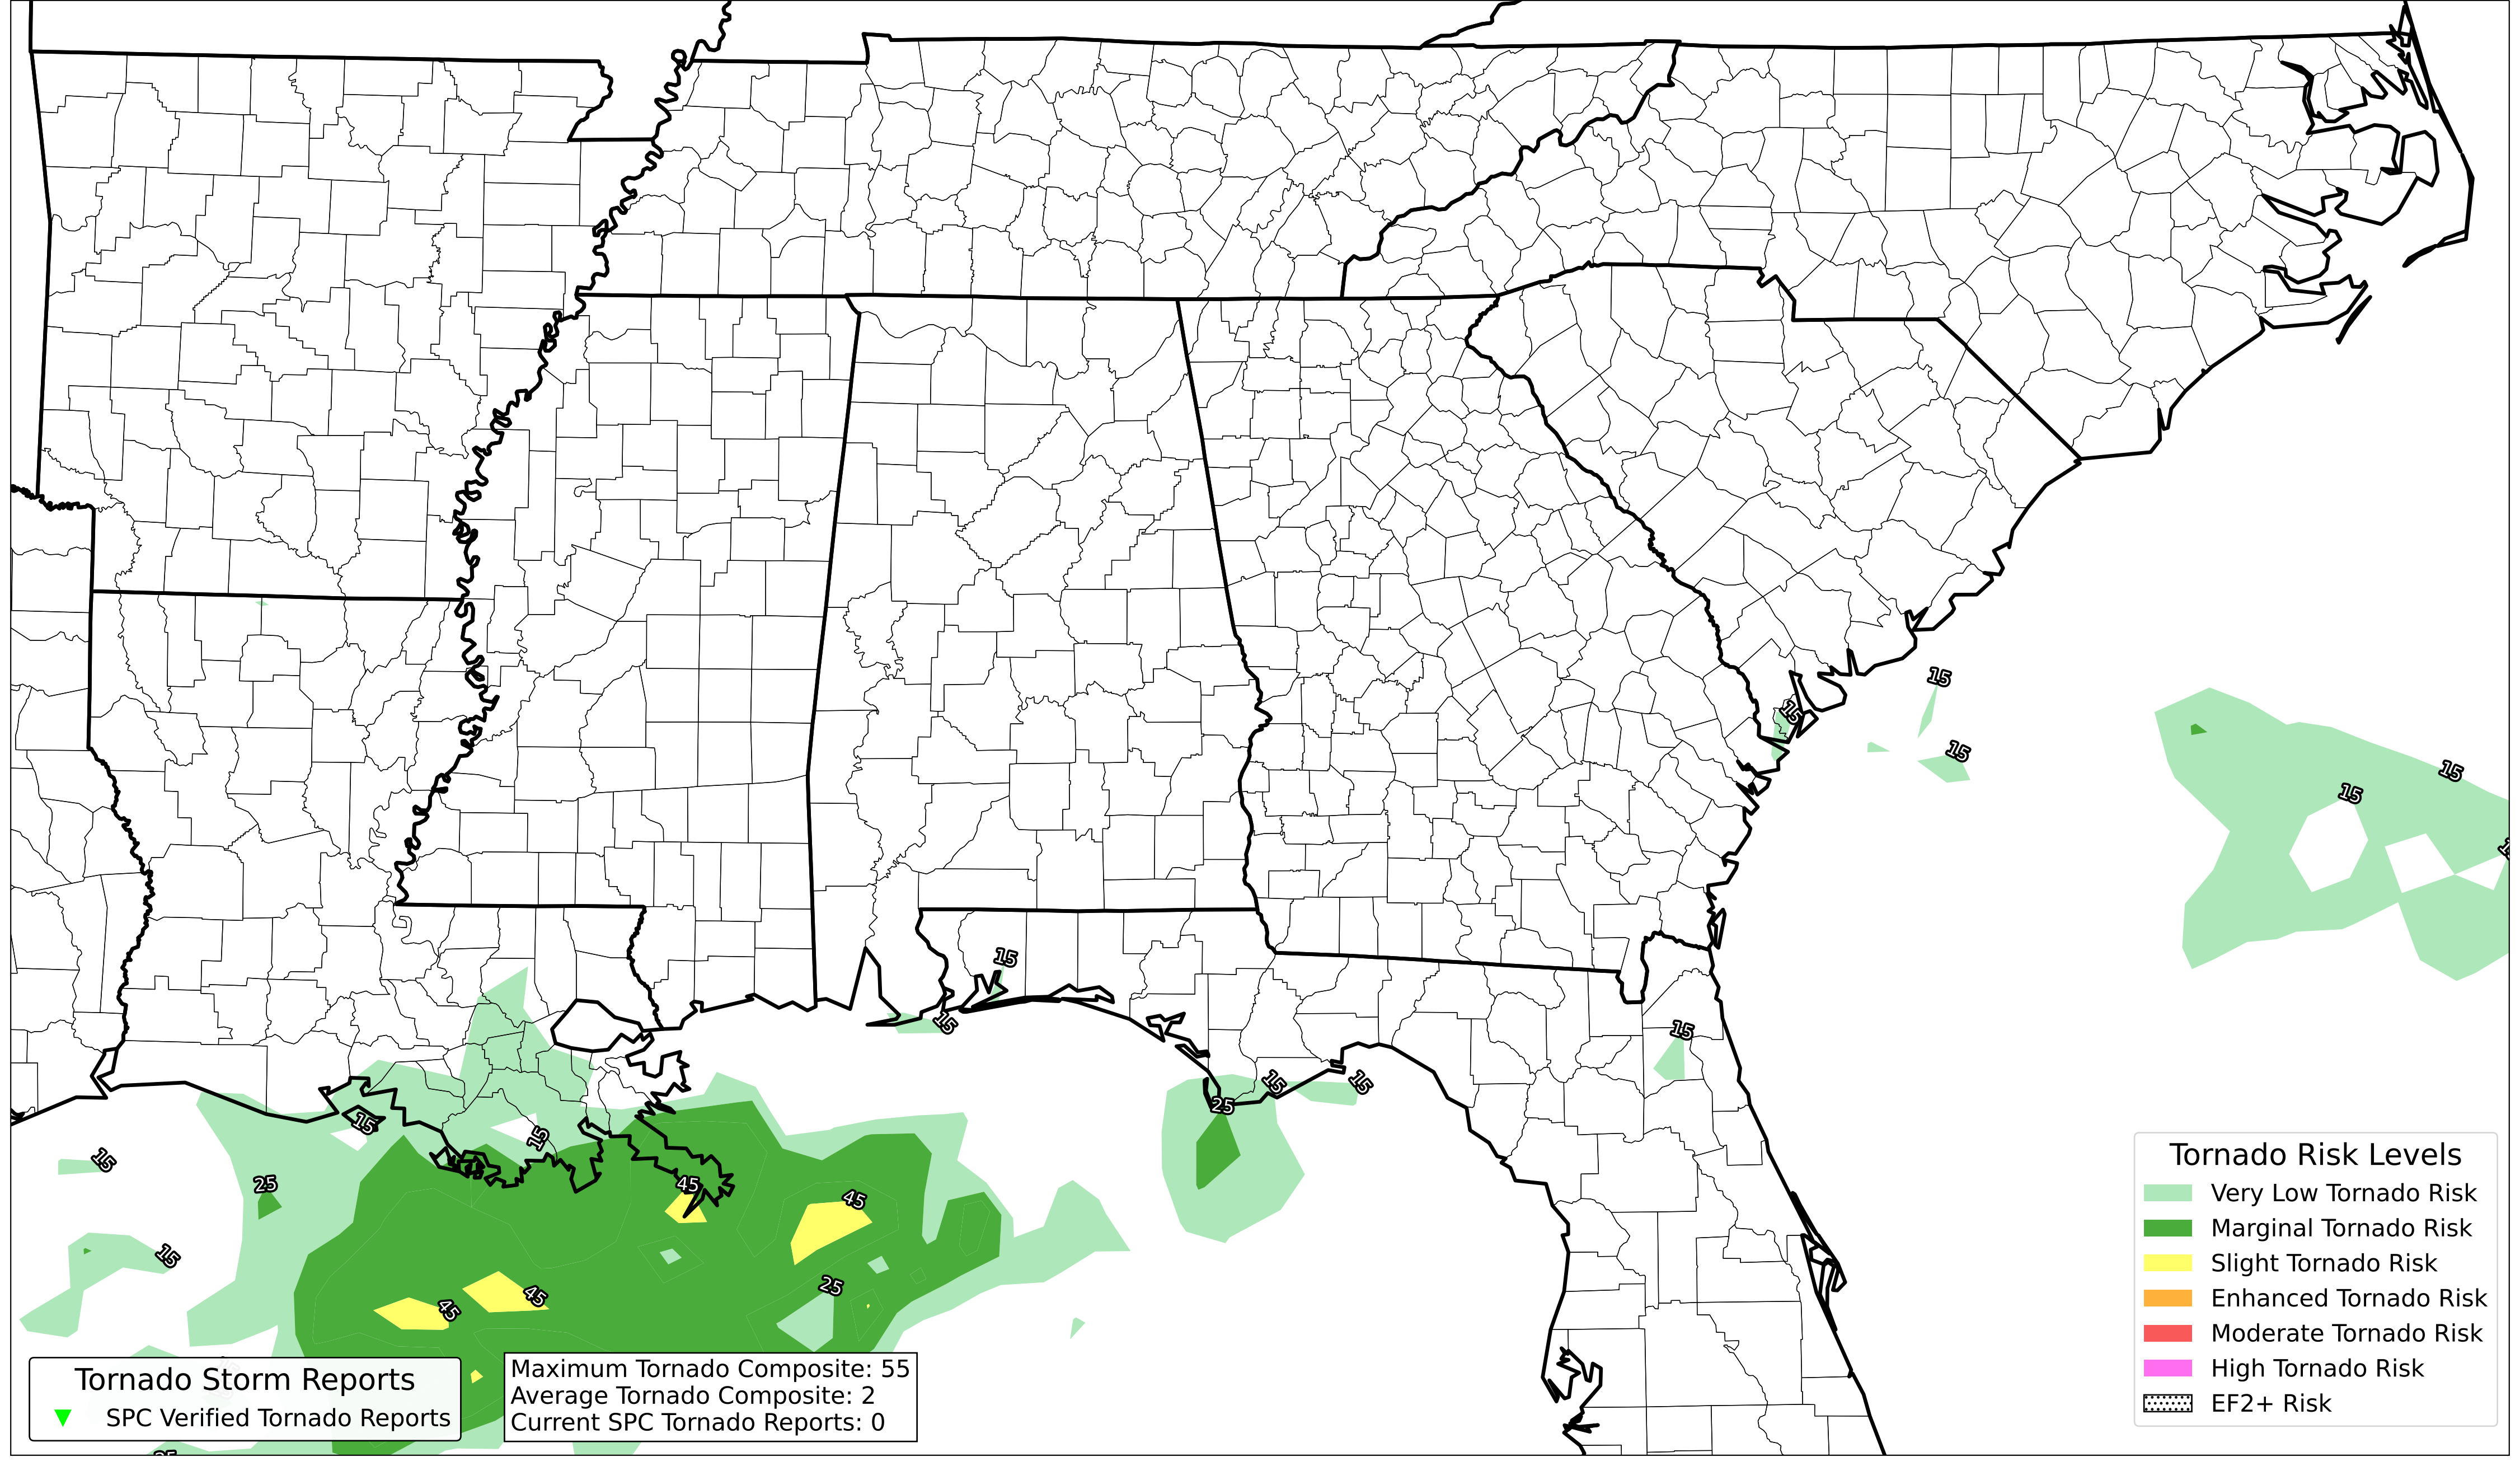 15
15
15
15
15
15
15
15
15
15
15
25
15
15
15
25
45
45
15
25
45
45
Tornado Risk Levels
Very Low Tornado Risk
Marginal Tornado Risk
Slight Tornado Risk
Enhanced Tornado Risk
Moderate Tornado Risk
High Tornado Risk
EF2+ Risk
Tornado Storm Reports
SPC Verified Tornado Reports
Maximum Tornado Composite: 55
Average Tornado Composite: 2
Current SPC Tornado Reports: 0